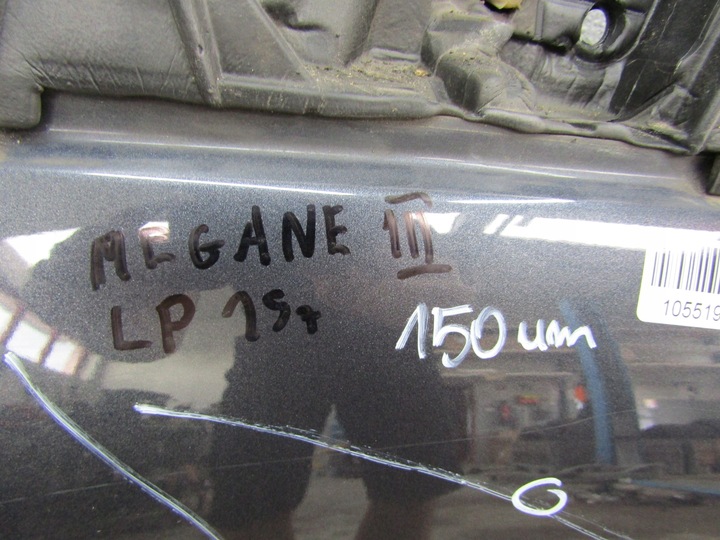 MEGANE III
LP 1S+
150 um
105519